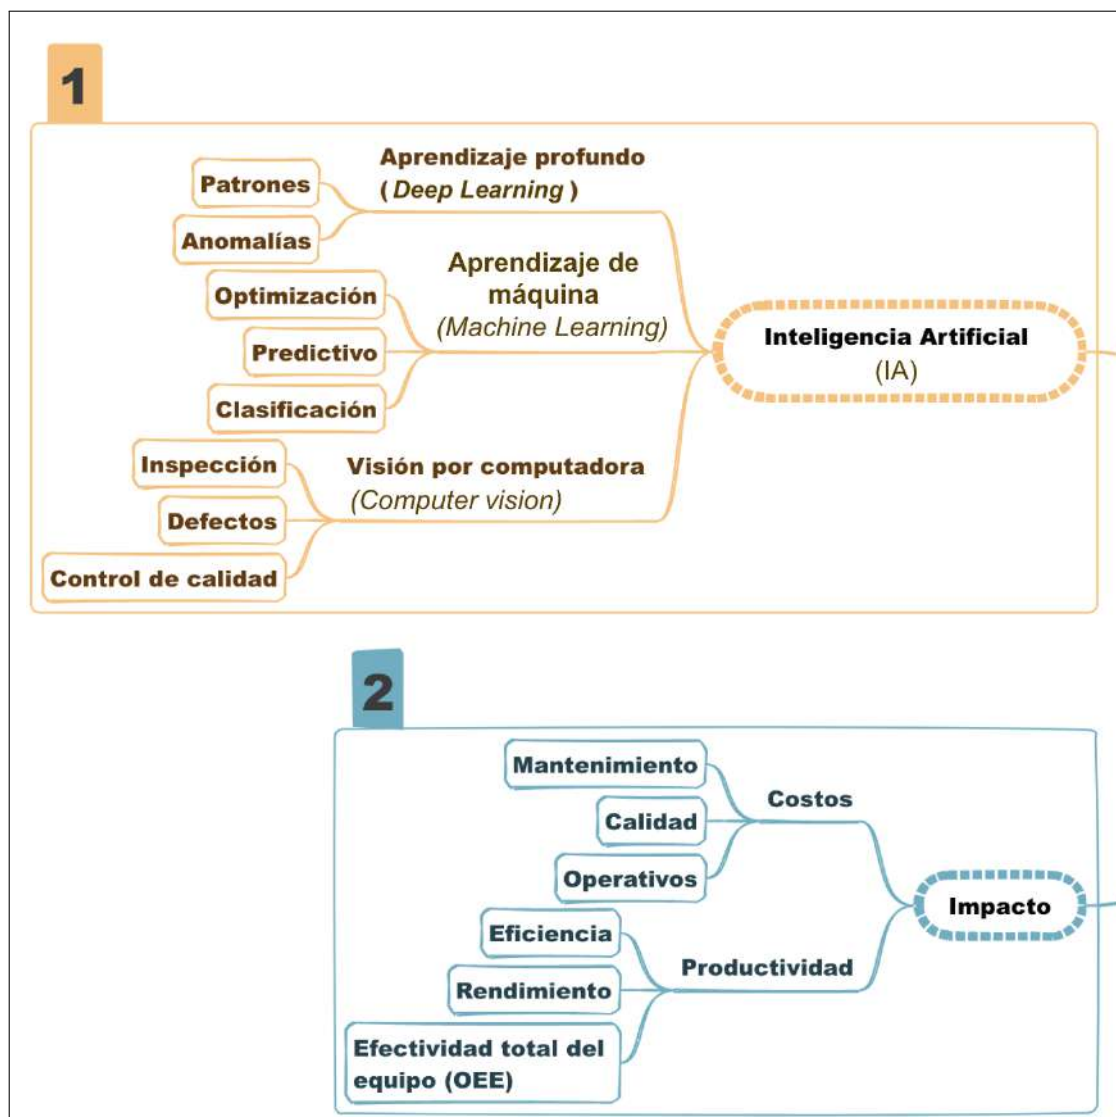 1
Aprendizaje profundo
(Deep Learning )
Patrones
Anomalías
Aprendizaje de
máquina
(Machine Learning)
Optimización
Predictivo
Clasificación
Visión por computadora
(Computer vision)
Inspección
Defectos
Control de calidad
Inteligencia Artificial
(IA)
2
Costos
Mantenimiento
Calidad
Operativos
Productividad
Eficiencia
Rendimiento
Efectividad total del
equipo (OEE)
Impacto